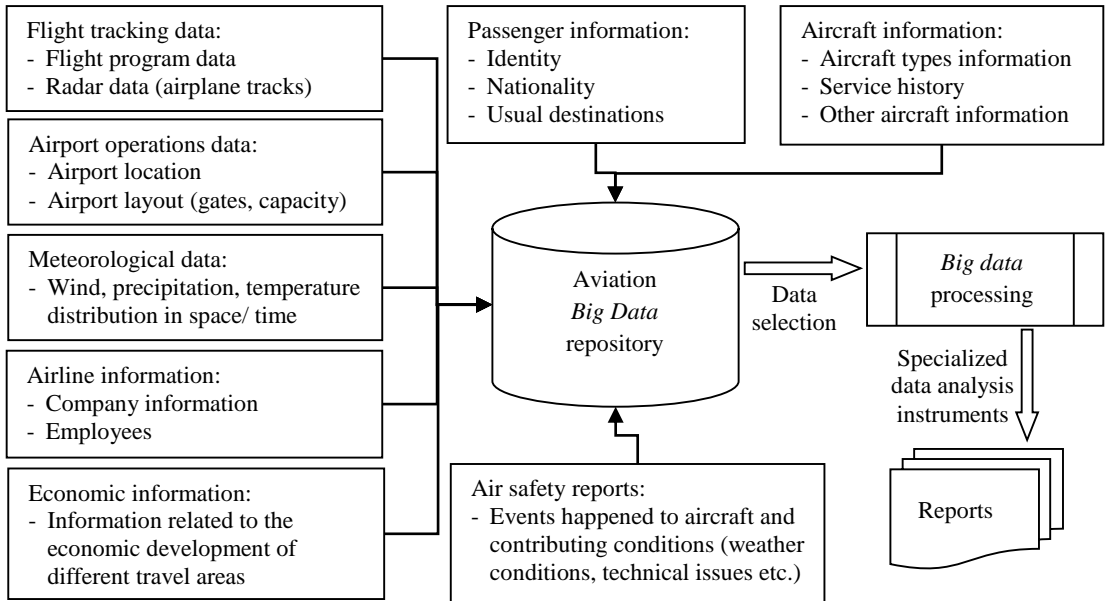 Flight tracking data:
- Flight program data
- Radar data (airplane tracks)
Airport operations data:
- Airport location
- Airport layout (gates, capacity)
Meteorological data:
- Wind, precipitation, temperature
distribution in space/ time
Airline information:
- Company information
- Employees
Economic information:
- Information related to the
economic development of
different travel areas
Passenger information:
- Identity
- Nationality
- Usual destinations
Aircraft information:
- Aircraft types information
- Service history
- Other aircraft information
Aviation
Big Data
repository
Data
selection
Big data
processing
Specialized
data analysis
instruments
Reports
Air safety reports:
- Events happened to aircraft and
contributing conditions (weather
conditions, technical issues etc.)